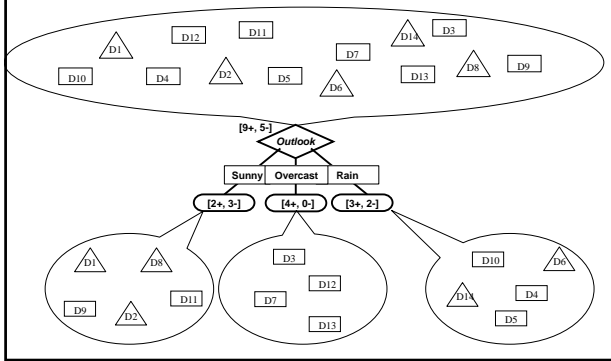 D1 D12 D11 D14 D3
D7
D10 D4 D2 D5 D6 D13 D8 D9
[9+, 5-]
Outlook
Sunny Overcast Rain
[2+, 3-] [4+, 0-] [3+, 2-]
D1 D8 D3 D10 D6
D9 D11 D12 D14 D4
D2 D7 D5
D13